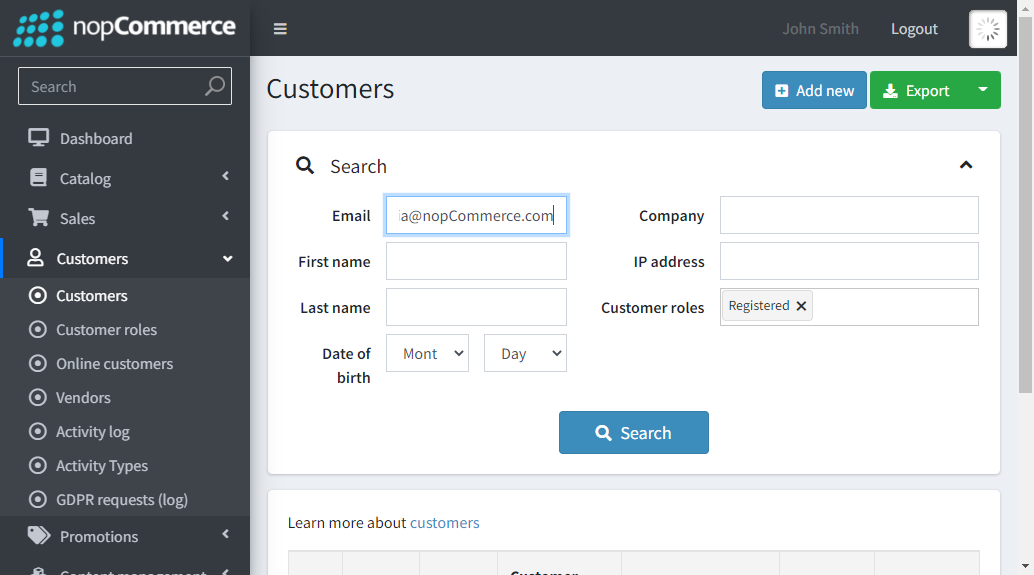 nopCommerce
John Smith
Logout
Search
Customers
Add new
Export
Dashboard
Catalog
Sales
Customers
Customers
Customer roles
Online customers
Vendors
Activity log
Activity Types
GDPR requests (log)
Promotions
Content management
Search
Email
a@nopCommerce.com
Company
First name
IP address
Last name
Customer roles
Registered
Date of
birth
Mont
Day
Search
Learn more about customers
Customer